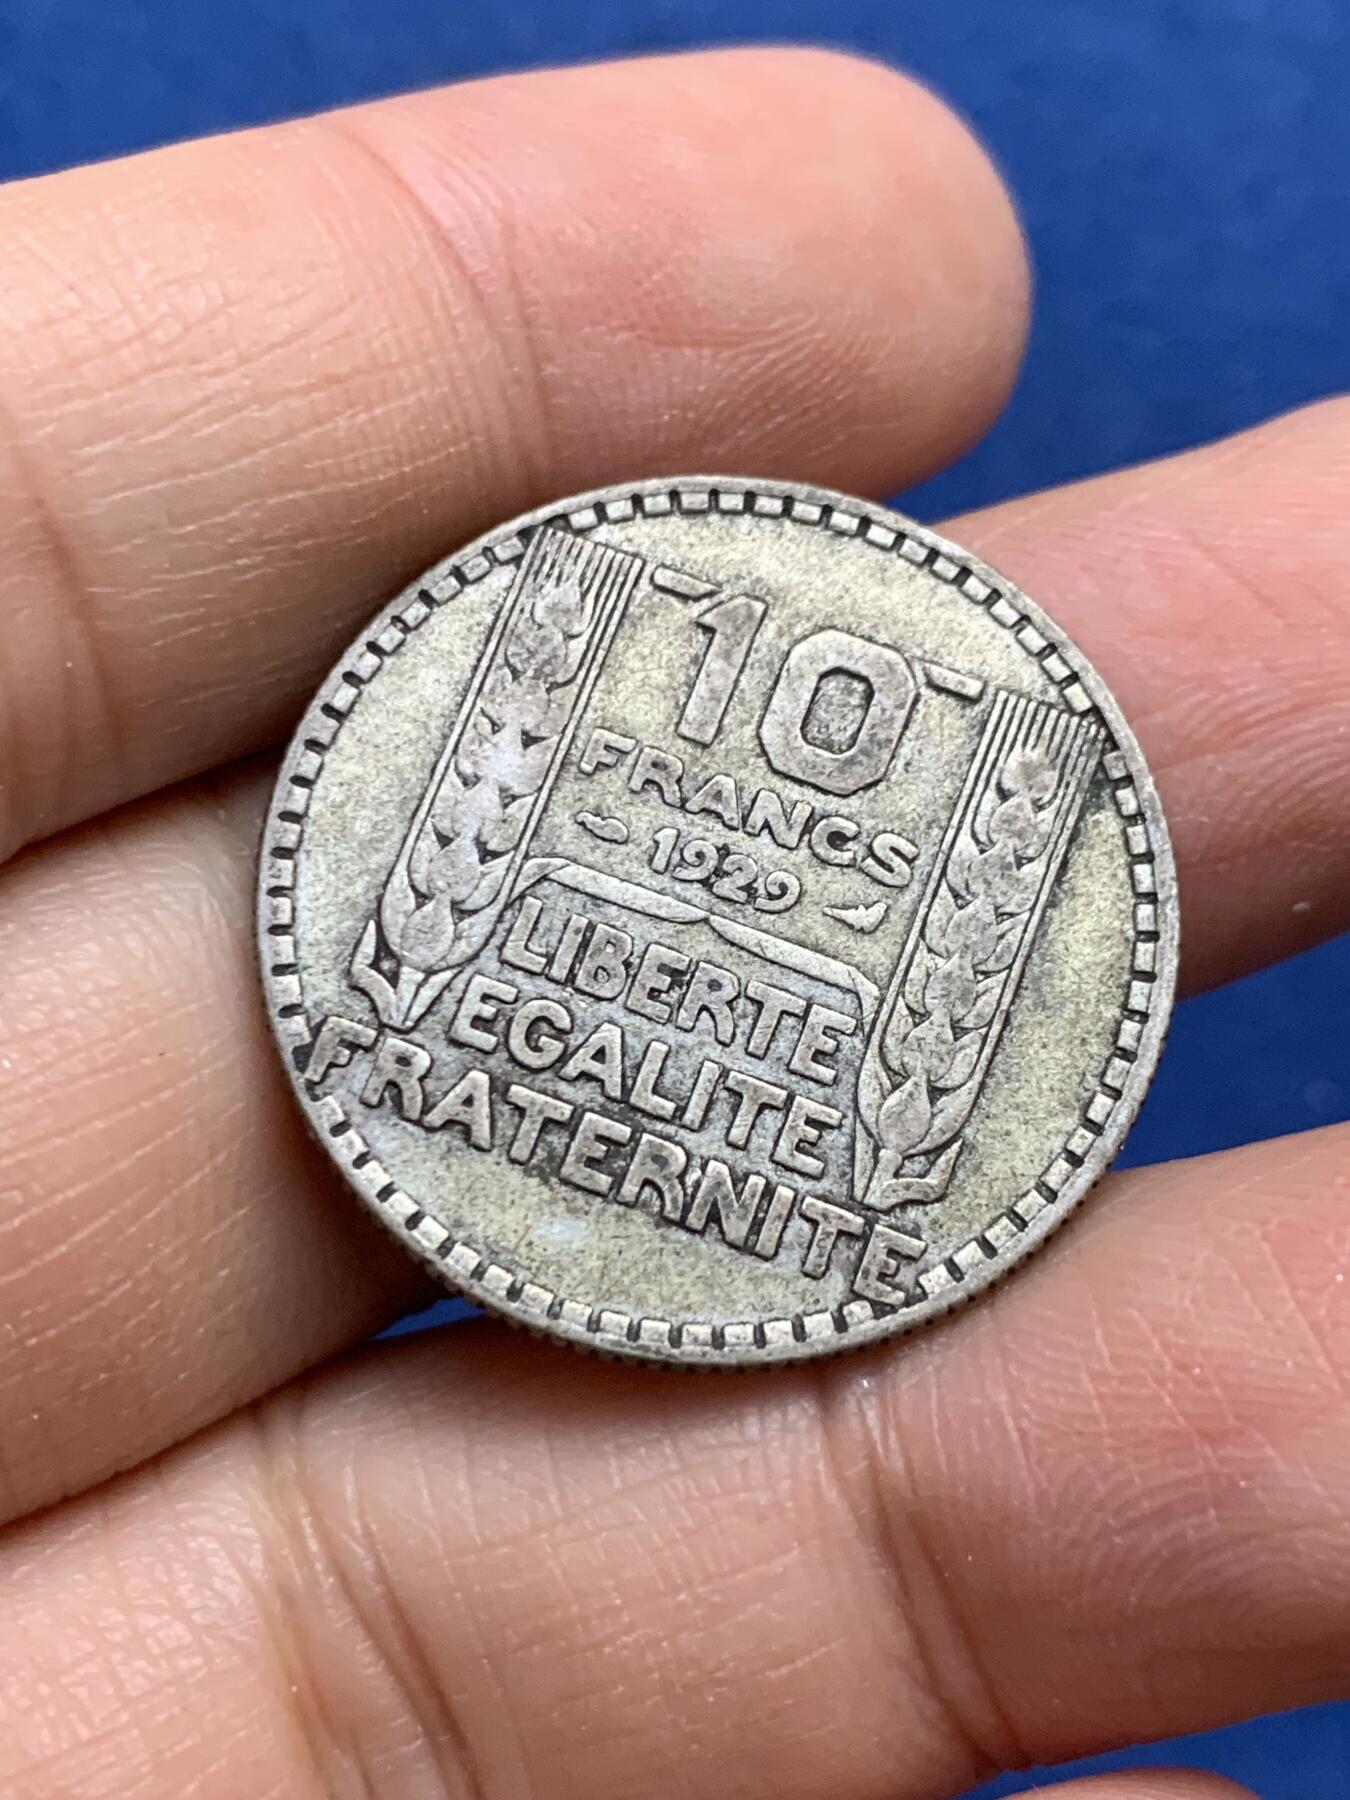 10
FRANCS
1929
LIBERTE
EGALITE
FRATERNITE